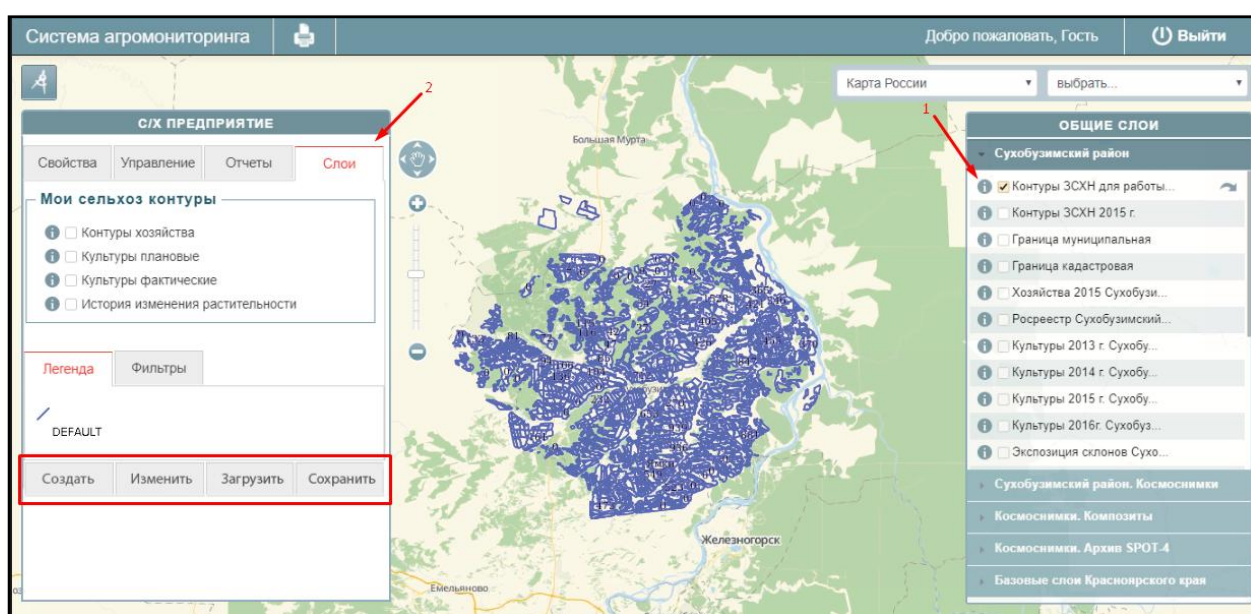 Система агромониторинга
Добро пожаловать, Гость
Выйти
Карта России
выбрать...
С/Х ПРЕДПРИЯТИЕ
Свойства
Управление
Отчеты
Слои
2
Мои сельхоз контуры
Контуры хозяйства
Культуры плановые
Культуры фактические
История изменения растительности
Легенда
Фильтры
DEFAULT
Создать
Изменить
Загрузить
Сохранить
Большая Мурта
Железногорск
Емельяново
1
ОБЩИЕ СЛОИ
Сухобузимский район
Контуры ЗСХН для работы...
Контуры ЗСХН 2015 г.
Граница муниципальная
Граница кадастровая
Хозяйства 2015 Сухобузи...
Росреестр Сухобузимский...
Культуры 2013 г. Сухобу...
Культуры 2014 г. Сухобу...
Культуры 2015 г. Сухобу...
Культуры 2016г. Сухобуз...
Экспозиция склонов Сухо...
Сухобузимский район. Космоснимки
Космоснимки. Композиты
Космоснимки. Архив SPOT-4
Базовые слои Красноярского края